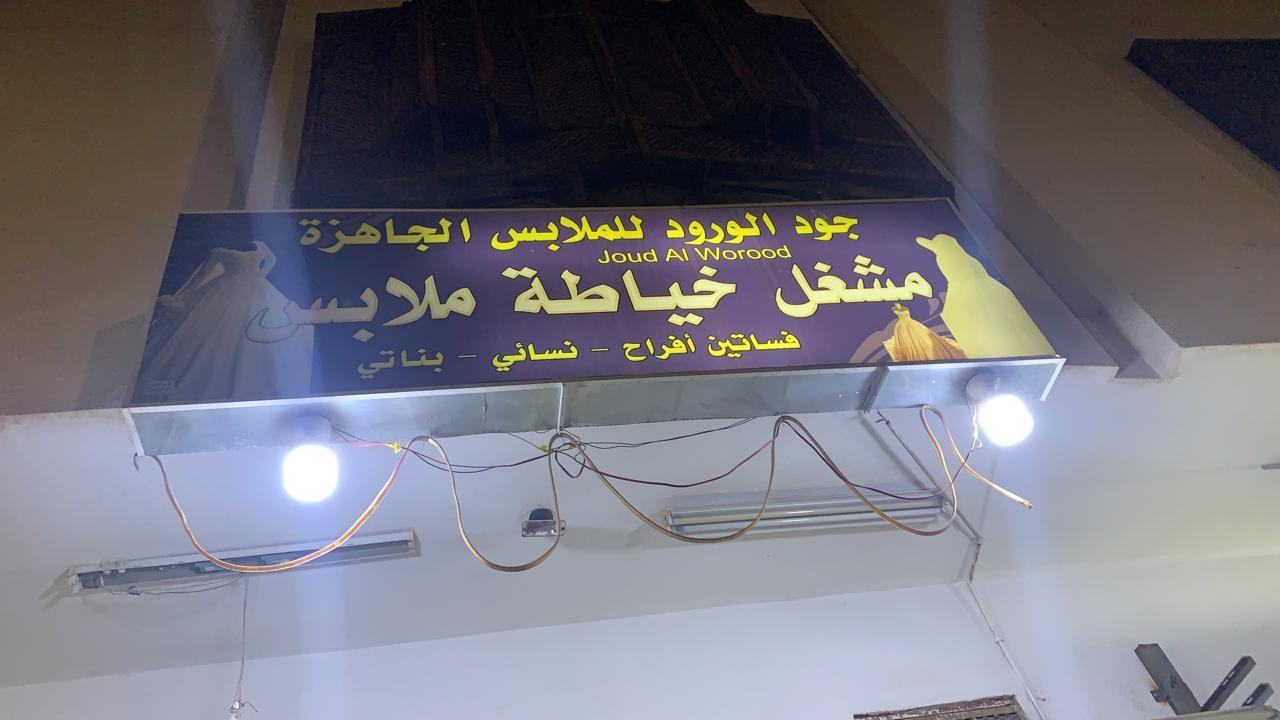 جود الورود للملابس الجاهزة
Joud Al Worood
مشغل خياطة ملابس
فساتين أفراح - نسائي - بناتي